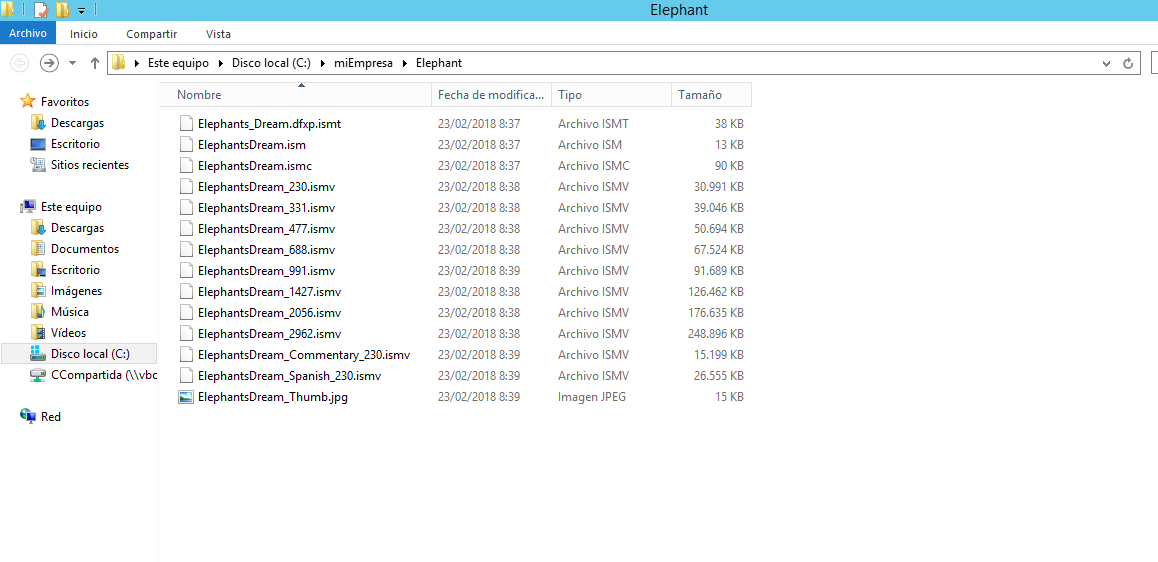 Elephant
Archivo Inicio Compartir Vista
Este equipo Disco local (C:) miEmpresa Elephant
Favoritos
Descargas
Escritorio
Sitios recientes
Este equipo
Descargas
Documentos
Escritorio
Imágenes
Música
Vídeos
Disco local (C:)
CCompartida (\\vbc
Red
Nombre Fecha de modifica... Tipo Tamaño
Elephants_Dream.dfxp.ismt 23/02/2018 8:37 Archivo ISMT 38 KB
ElephantsDream.ism 23/02/2018 8:37 Archivo ISM 13 KB
ElephantsDream.ismc 23/02/2018 8:37 Archivo ISMC 90 KB
ElephantsDream_230.ismv 23/02/2018 8:38 Archivo ISMV 30.991 KB
ElephantsDream_331.ismv 23/02/2018 8:38 Archivo ISMV 39.046 KB
ElephantsDream_477.ismv 23/02/2018 8:38 Archivo ISMV 50.694 KB
ElephantsDream_688.ismv 23/02/2018 8:38 Archivo ISMV 67.524 KB
ElephantsDream_991.ismv 23/02/2018 8:39 Archivo ISMV 91.689 KB
ElephantsDream_1427.ismv 23/02/2018 8:38 Archivo ISMV 126.462 KB
ElephantsDream_2056.ismv 23/02/2018 8:38 Archivo ISMV 176.635 KB
ElephantsDream_2962.ismv 23/02/2018 8:38 Archivo ISMV 248.896 KB
ElephantsDream_Commentary_230.ismv 23/02/2018 8:39 Archivo ISMV 15.199 KB
ElephantsDream_Spanish_230.ismv 23/02/2018 8:39 Archivo ISMV 26.555 KB
ElephantsDream_Thumb.jpg 23/02/2018 8:39 Imagen JPEG 15 KB